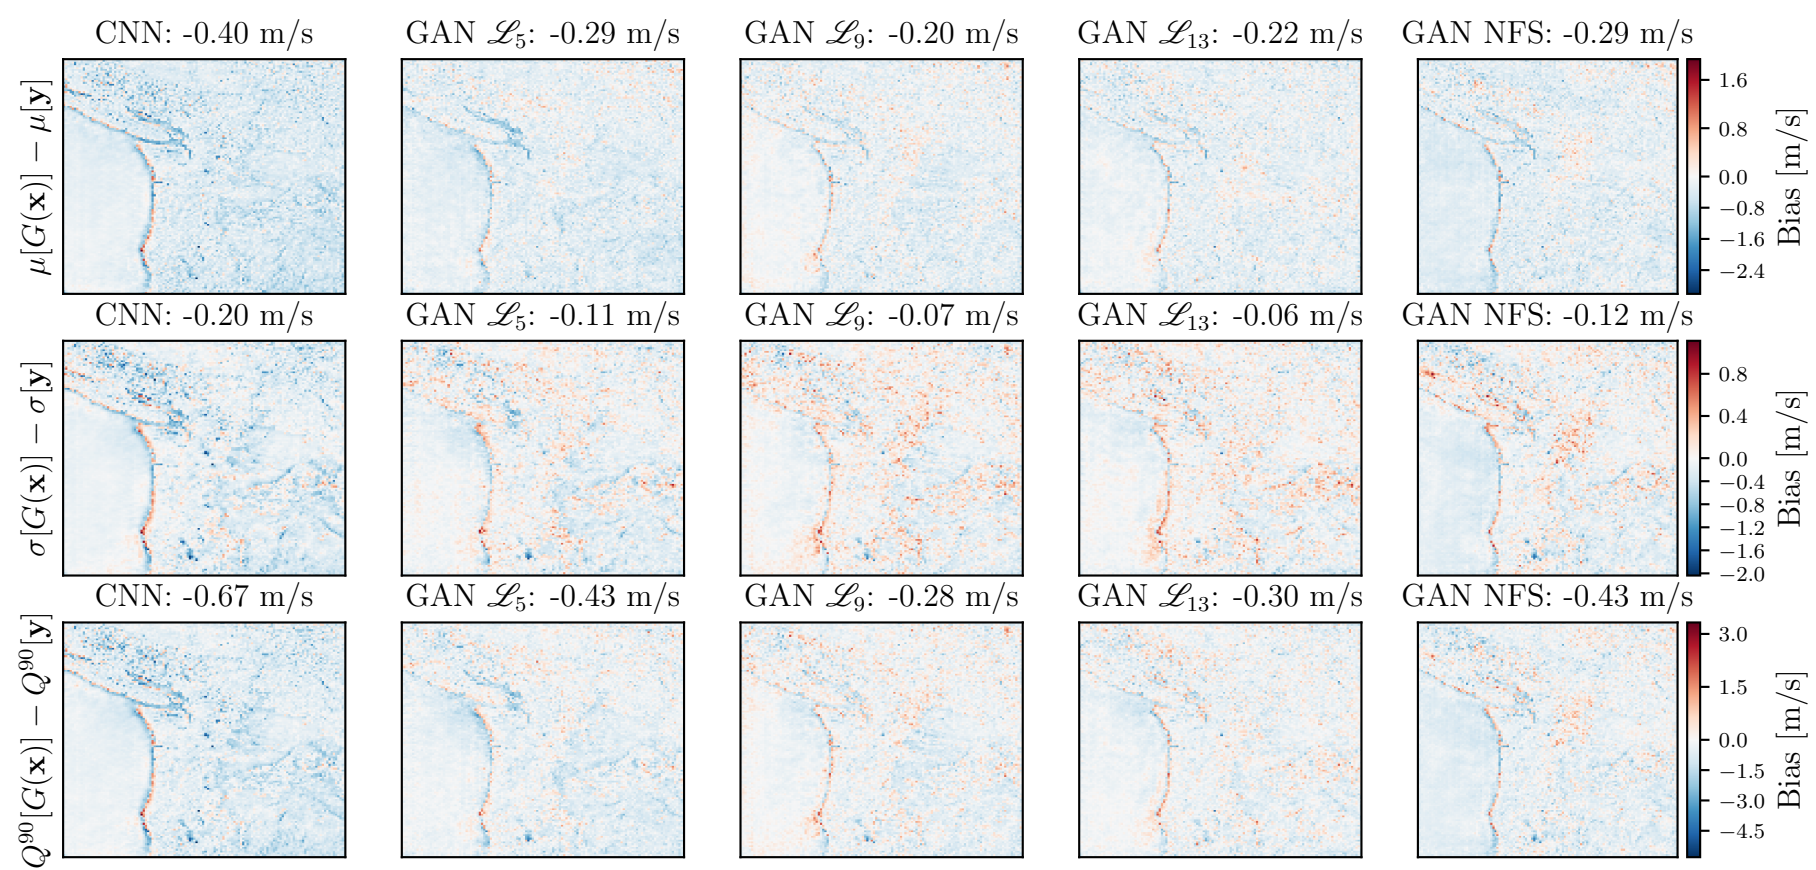 CNN: -0.40 m/s GAN ℒ₅: -0.29 m/s GAN ℒ₉: -0.20 m/s GAN ℒ₁₃: -0.22 m/s GAN NFS: -0.29 m/s
μ[G(𝐱)] − μ[𝐲]
1.6
0.8
0.0
−0.8
−1.6
−2.4
Bias [m/s]
CNN: -0.20 m/s GAN ℒ₅: -0.11 m/s GAN ℒ₉: -0.07 m/s GAN ℒ₁₃: -0.06 m/s GAN NFS: -0.12 m/s
σ[G(𝐱)] − σ[𝐲]
0.8
0.4
0.0
−0.4
−0.8
−1.2
−1.6
−2.0
Bias [m/s]
CNN: -0.67 m/s GAN ℒ₅: -0.43 m/s GAN ℒ₉: -0.28 m/s GAN ℒ₁₃: -0.30 m/s GAN NFS: -0.43 m/s
Q⁹⁰[G(𝐱)] − Q⁹⁰[𝐲]
3.0
1.5
0.0
−1.5
−3.0
−4.5
Bias [m/s]